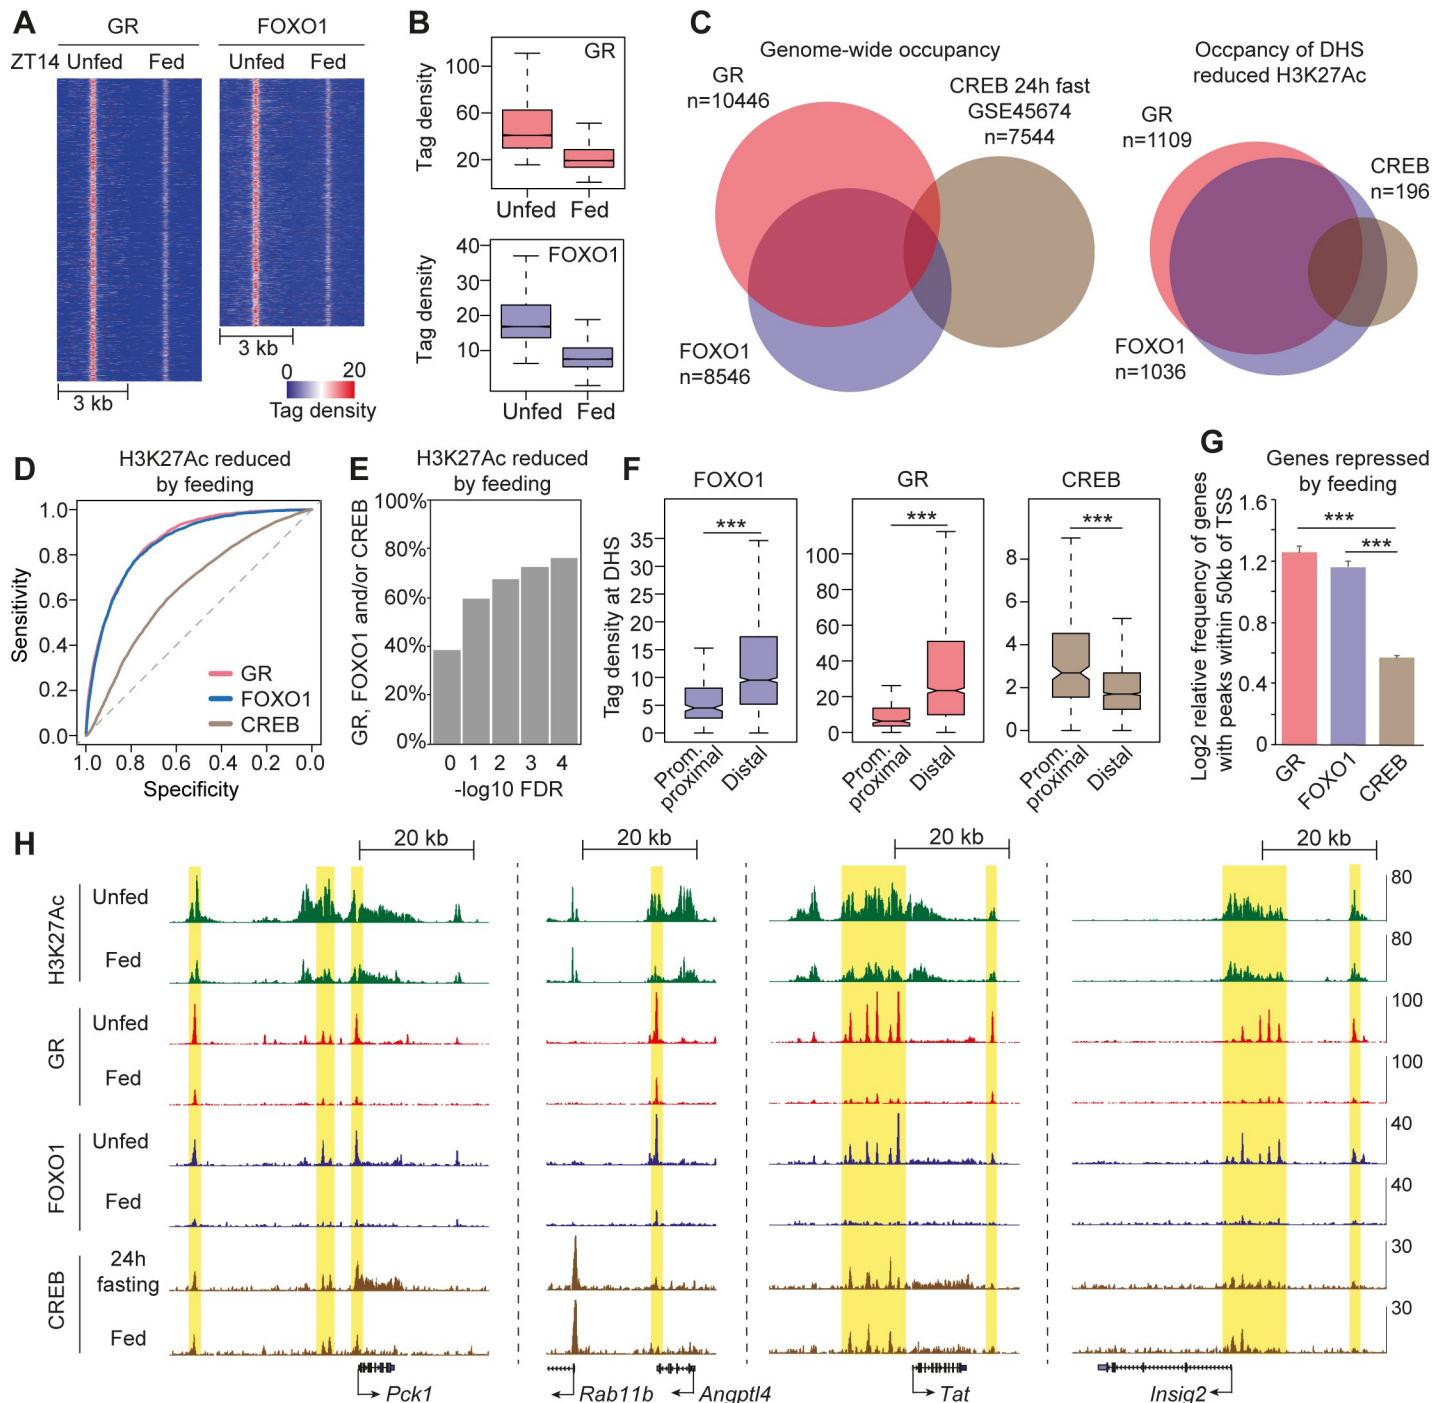 A
GR
FOXO1
ZT14 Unfed Fed
Unfed Fed
3 kb
3 kb
0 20
Tag density
B
Tag density
100
60
20
GR
Unfed Fed
Tag density
40
30
20
10
FOXO1
Unfed Fed
C
Genome-wide occupancy
GR
n=10446
CREB 24h fast
GSE45674
n=7544
FOXO1
n=8546
Occpancy of DHS
reduced H3K27Ac
GR
n=1109
CREB
n=196
FOXO1
n=1036
D
H3K27Ac reduced
by feeding
Sensitivity
1.0
0.8
0.6
0.4
0.2
0.0
GR
FOXO1
CREB
1.0 0.8 0.6 0.4 0.2 0.0
Specificity
E
H3K27Ac reduced
by feeding
GR, FOXO1 and/or CREB
100%
80%
60%
40%
20%
0%
0 1 2 3 4
-log10 FDR
F
Tag density at DHS
FOXO1
***
35
30
25
20
15
10
5
0
Prom.
proximal
Distal
GR
***
100
80
60
40
20
0
Prom.
proximal
Distal
CREB
***
8
6
4
2
0
Prom.
proximal
Distal
G
Genes repressed
by feeding
Log2 relative frequency of genes
with peaks within 50kb of TSS
1.6
1.2
0.8
0.4
0
***
***
GR
FOXO1
CREB
H
20 kb
20 kb
20 kb
20 kb
H3K27Ac
Unfed
80
Fed
80
GR
Unfed
100
Fed
100
FOXO1
Unfed
40
Fed
40
CREB
24h
fasting
30
Fed
30
Pck1
Rab11b
Angptl4
Tat
Insig2